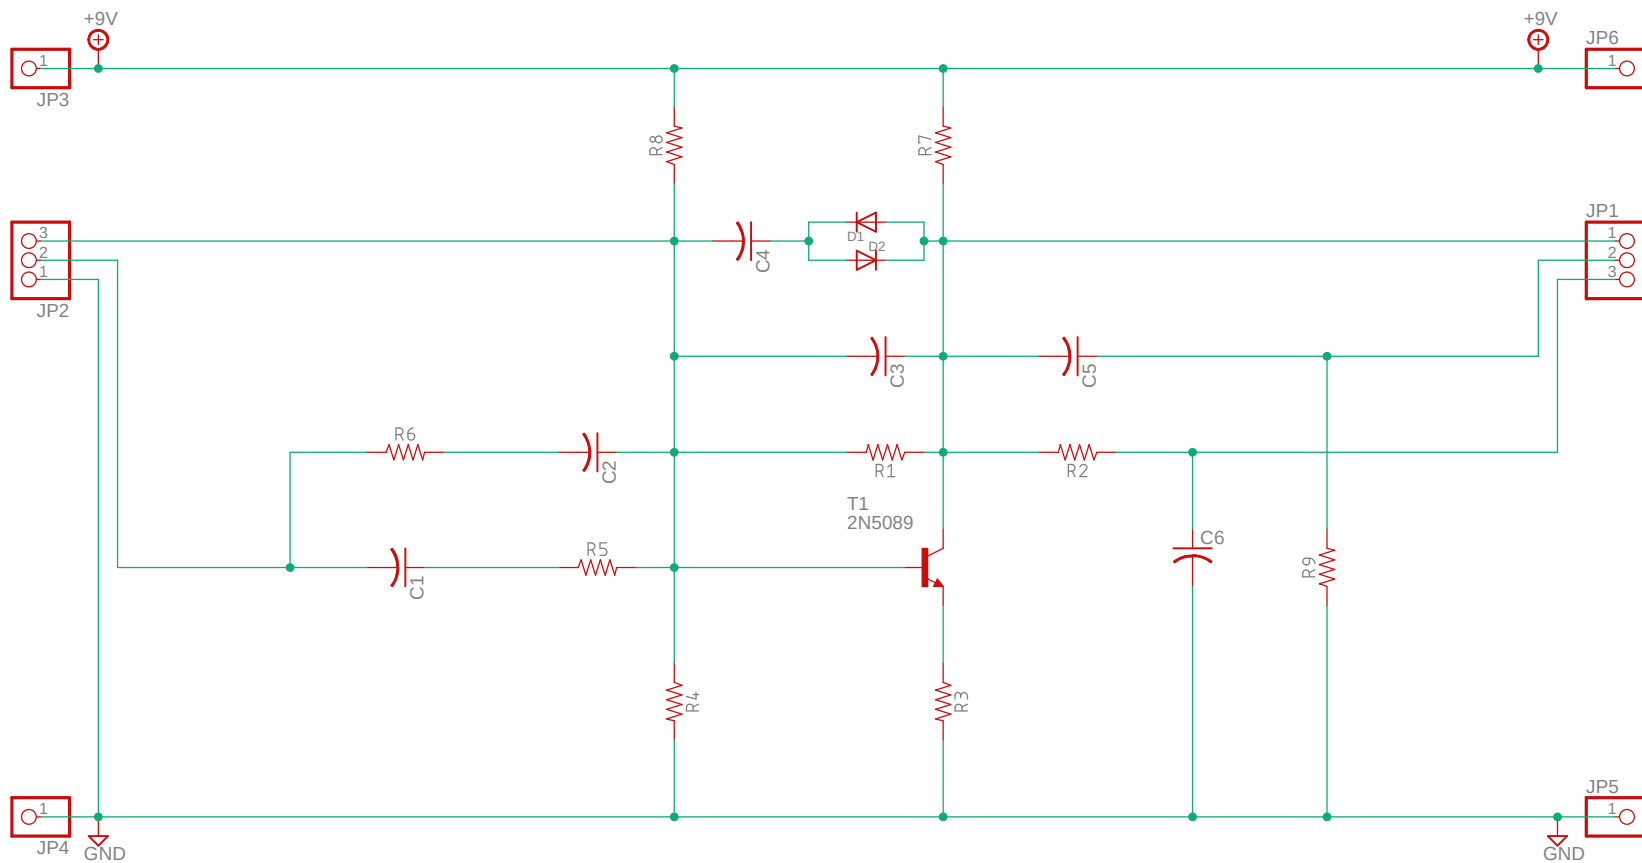 +9V
+9V
JP6
1
1
JP3
R8
R7
JP1
3
2
1
D1
D2
C4
1
2
3
JP2
C3
C5
R6
C2
R1
R2
T1
2N5089
C6
R5
C1
R9
R4
R3
JP5
1
1
JP4
GND
GND